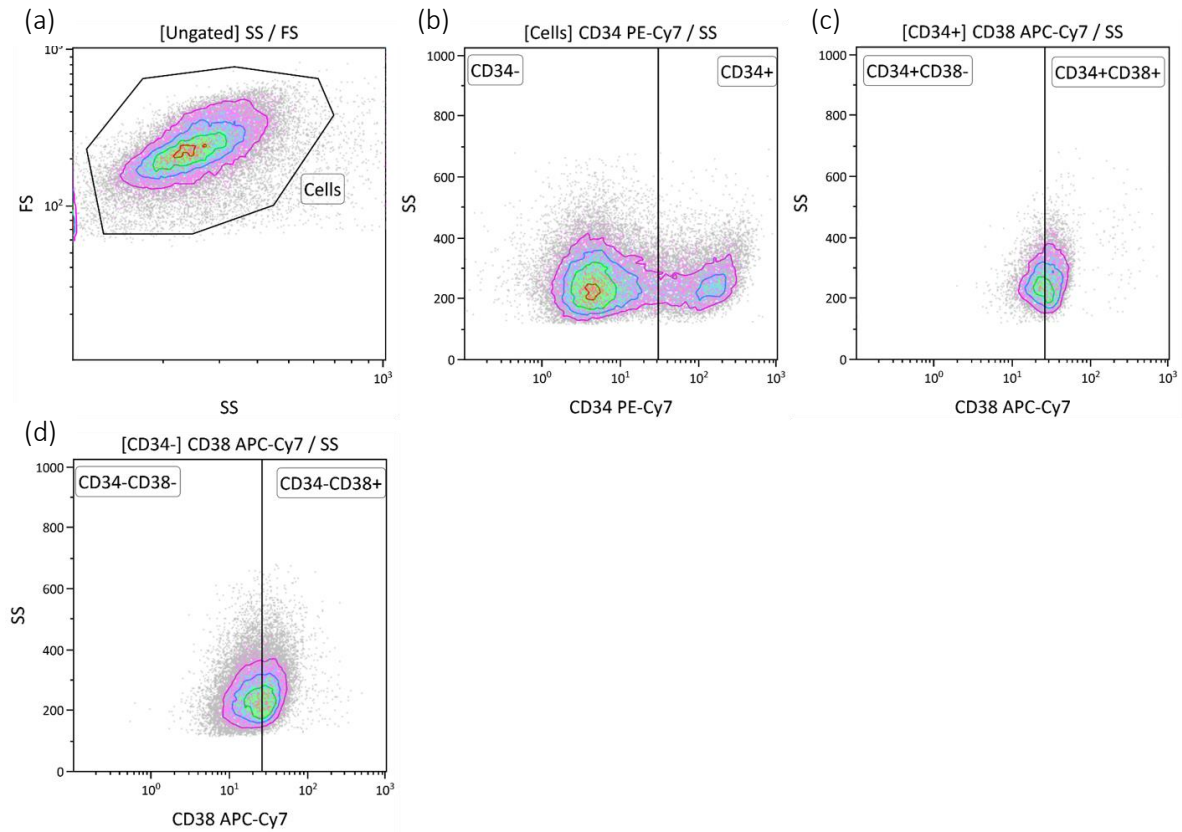 (a)
[Ungated] SS / FS
10³
10²
FS
Cells
10³
SS
(b)
[Cells] CD34 PE-Cy7 / SS
1000
800
600
400
200
0
SS
CD34-
CD34+
10⁰
10¹
10²
10³
CD34 PE-Cy7
(c)
[CD34+] CD38 APC-Cy7 / SS
1000
800
600
400
200
0
SS
CD34+CD38-
CD34+CD38+
10⁰
10¹
10²
10³
CD38 APC-Cy7
(d)
[CD34-] CD38 APC-Cy7 / SS
1000
800
600
400
200
0
SS
CD34-CD38-
CD34-CD38+
10⁰
10¹
10²
10³
CD38 APC-Cy7